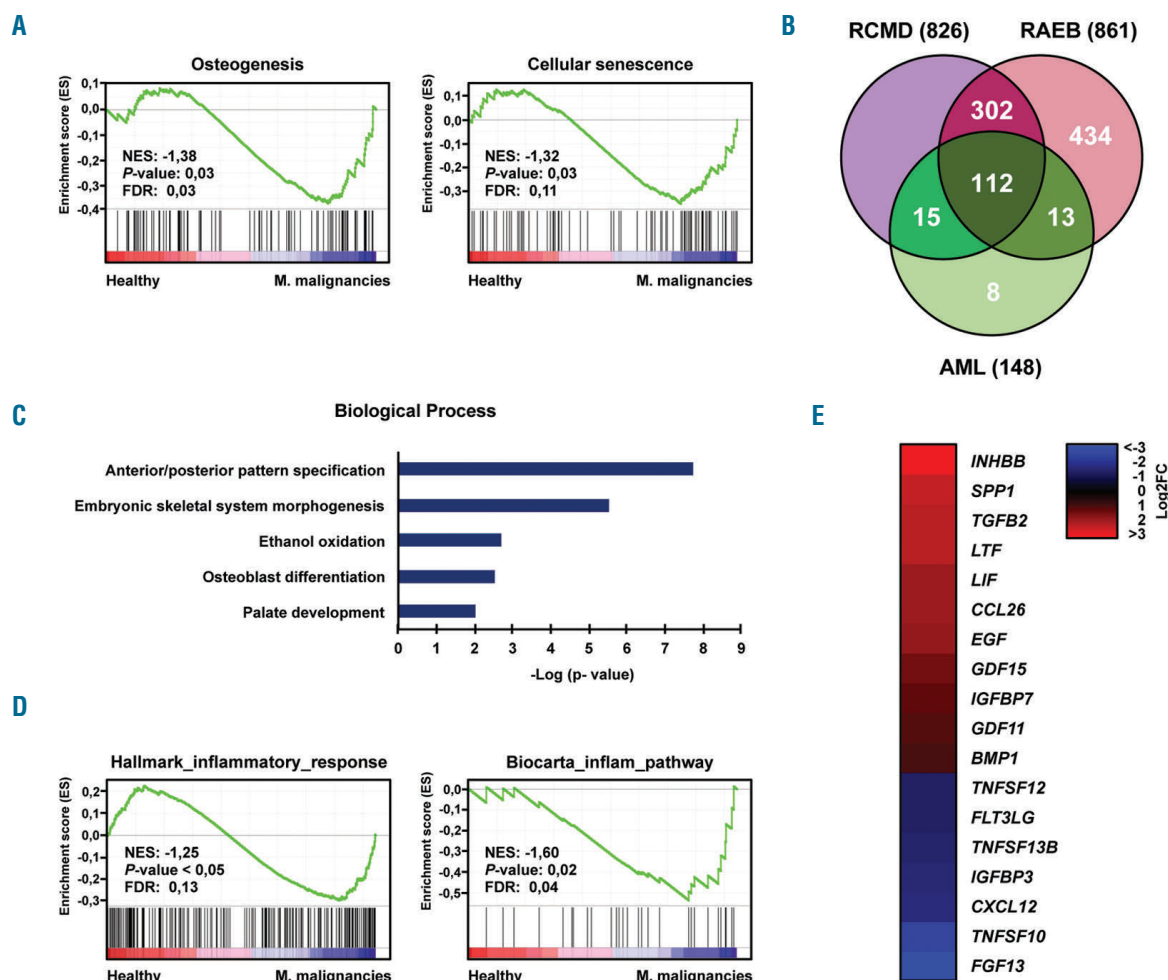 A
Osteogenesis
Enrichment score (ES)
0,1
0,0
-0,1
-0,2
-0,3
-0,4
NES: -1,38
P-value: 0,03
FDR: 0,03
Healthy
M. malignancies
Cellular senescence
Enrichment score (ES)
0,1
0,0
-0,1
-0,2
-0,3
NES: -1,32
P-value: 0,03
FDR: 0,11
Healthy
M. malignancies
B
RCMD (826)
RAEB (861)
302
434
112
15
13
8
AML (148)
C
Biological Process
Anterior/posterior pattern specification
Embryonic skeletal system morphogenesis
Ethanol oxidation
Osteoblast differentiation
Palate development
0 1 2 3 4 5 6 7 8 9
-Log (p- value)
D
Hallmark_inflammatory_response
Enrichment score (ES)
0,2
0,1
0,0
-0,1
-0,2
-0,3
NES: -1,25
P-value < 0,05
FDR: 0,13
Healthy
M. malignancies
Biocarta_inflam_pathway
Enrichment score (ES)
0,0
-0,1
-0,2
-0,3
-0,4
-0,5
NES: -1,60
P-value: 0,02
FDR: 0,04
Healthy
M. malignancies
E
INHBB
SPP1
TGFB2
LTF
LIF
CCL26
EGF
GDF15
IGFBP7
GDF11
BMP1
TNFSF12
FLT3LG
TNFSF13B
IGFBP3
CXCL12
TNFSF10
FGF13
<-3
-2
-1
0
1
2
>3
Log2FC